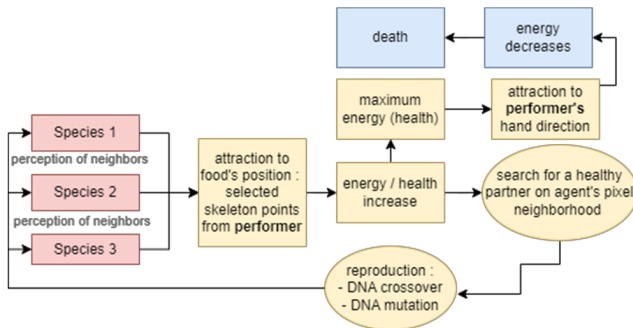 death
energy
decreases
maximum
energy (health)
attraction to
performer's
hand direction
Species 1
perception of neighbors
Species 2
perception of neighbors
Species 3
attraction to
food's position :
selected
skeleton points
from performer
energy / health
increase
search for a healthy
partner on agent's pixel
neighborhood
reproduction :
- DNA crossover
- DNA mutation